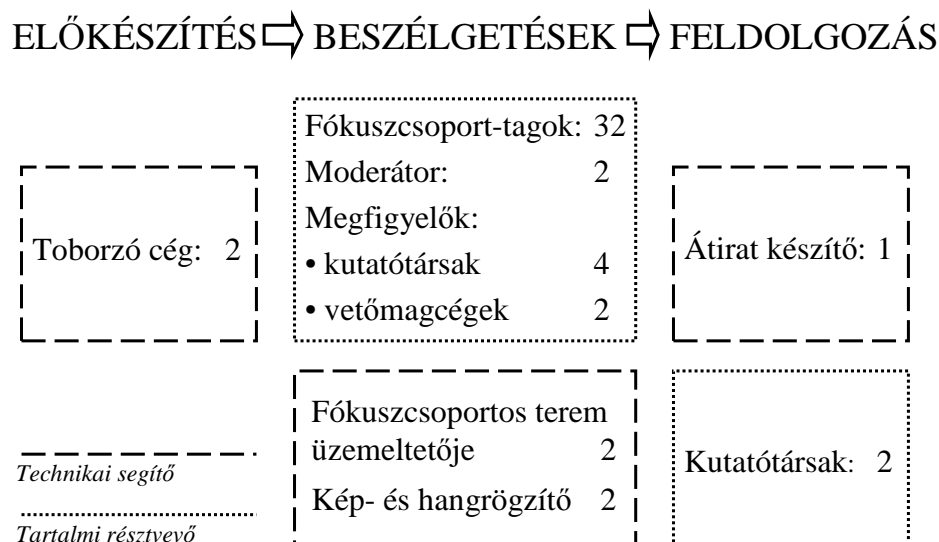 ELŐKÉSZÍTÉS BESZÉLGETÉSEK FELDOLGOZÁS
Toborzó cég: 2
Fókuszcsoport-tagok: 32
Moderátor: 2
Megfigyelők:
• kutatótársak 4
• vetőmagcégek 2
Átirat készítő: 1
Fókuszcsoportos terem
üzemeltetője 2
Kép- és hangrögzítő 2
Kutatótársak: 2
Technikai segítő
Tartalmi résztvevő